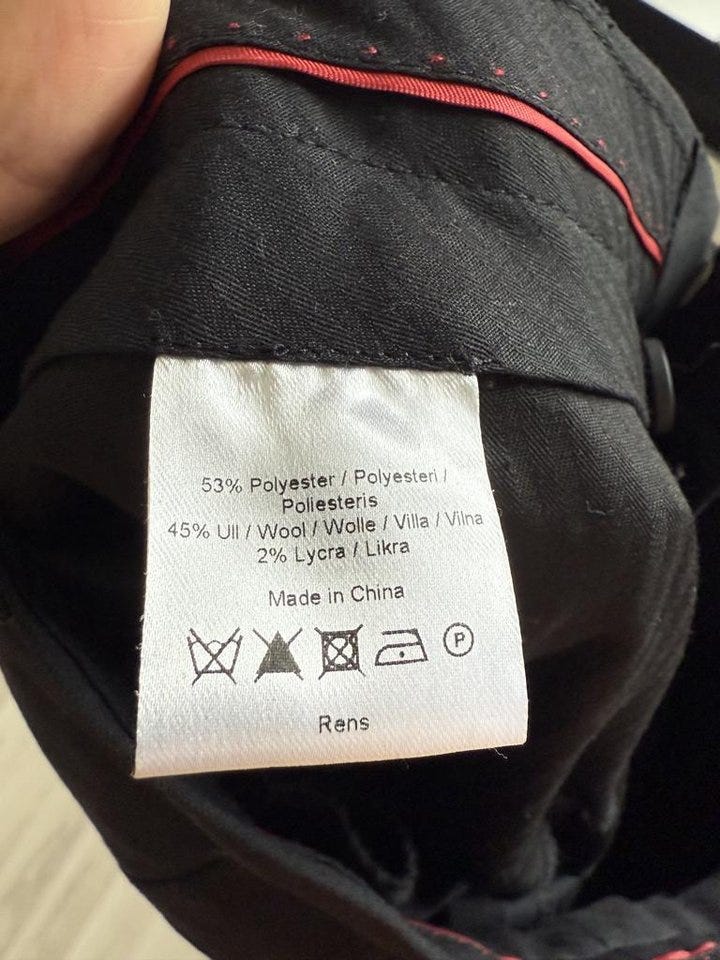 53% Polyester / Polyesteri /
Poliesteris
45% Ull / Wool / Wolle / Villa / Vilna
2% Lycra / Likra
Made in China
P
Rens